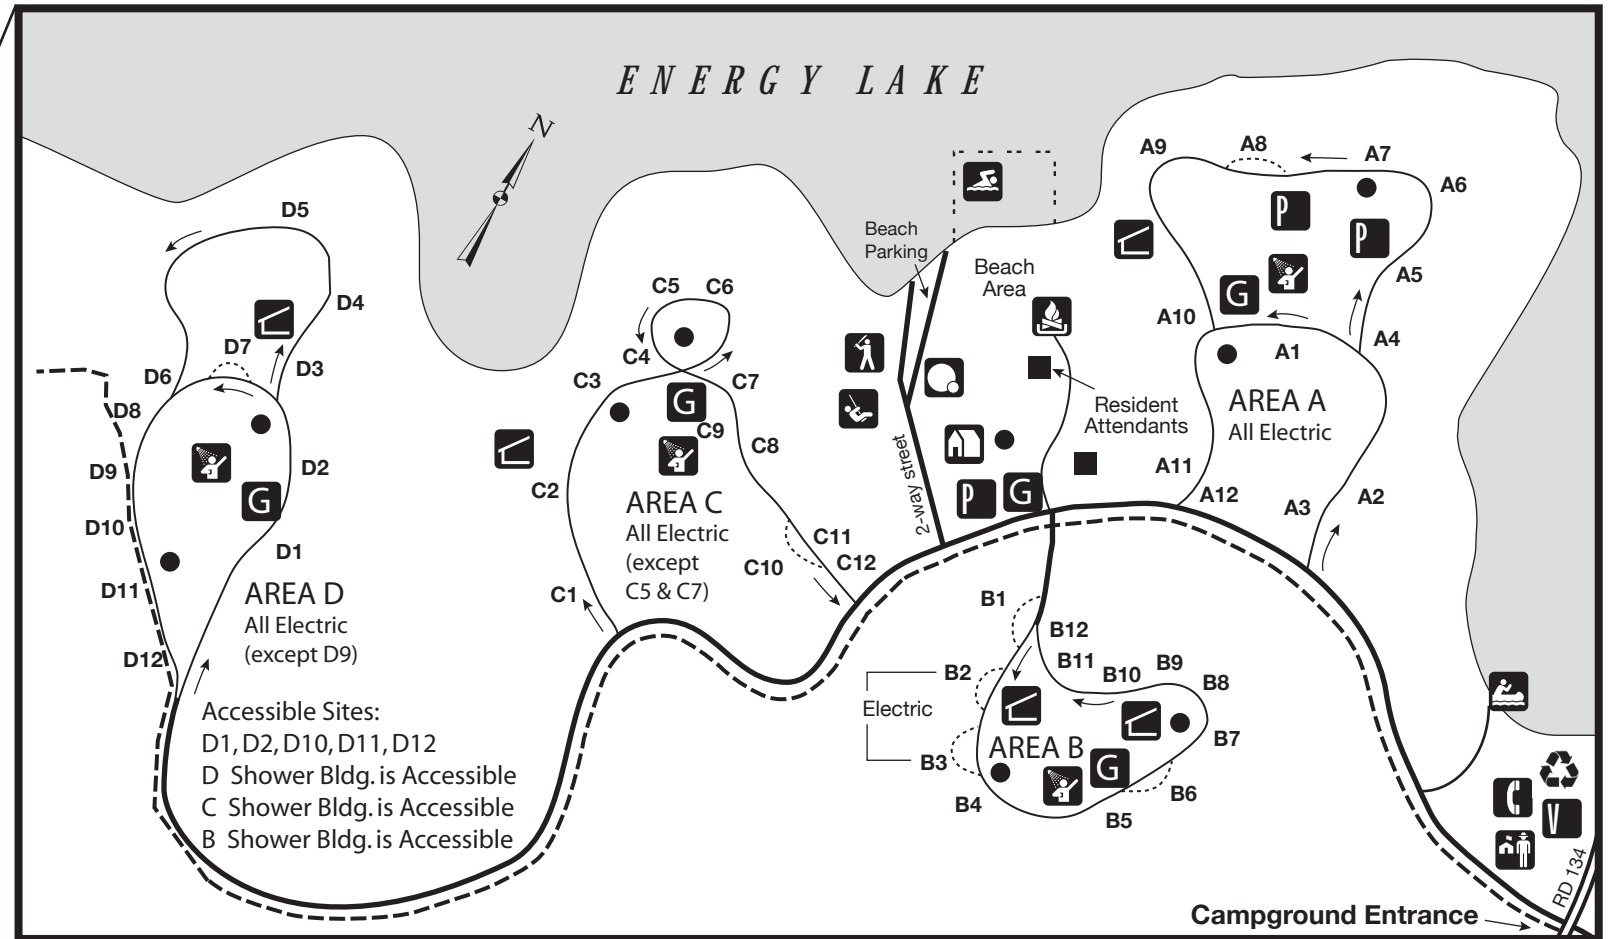 ENERGY LAKE
N
D5
D4
D7
D3
D6
D8
D9
D2
D10
G
D1
D11
D12
AREA D
All Electric
(except D9)
Accessible Sites:
D1, D2, D10, D11, D12
D Shower Bldg. is Accessible
C Shower Bldg. is Accessible
B Shower Bldg. is Accessible
C5
C6
C4
C3
C7
G
C9
C8
C2
AREA C
All Electric
(except
C5 & C7)
C11
C10
C12
C1
Beach
Parking
Beach
Area
2-way street
P
G
Resident
Attendants
A9
A8
A7
A6
P
P
A5
G
A10
A1
A4
AREA A
All Electric
A11
A12
A3
A2
B1
B12
B11
B2
B10
B9
B8
Electric
AREA B
B7
B3
G
B4
B6
B5
V
RD 134
Campground Entrance